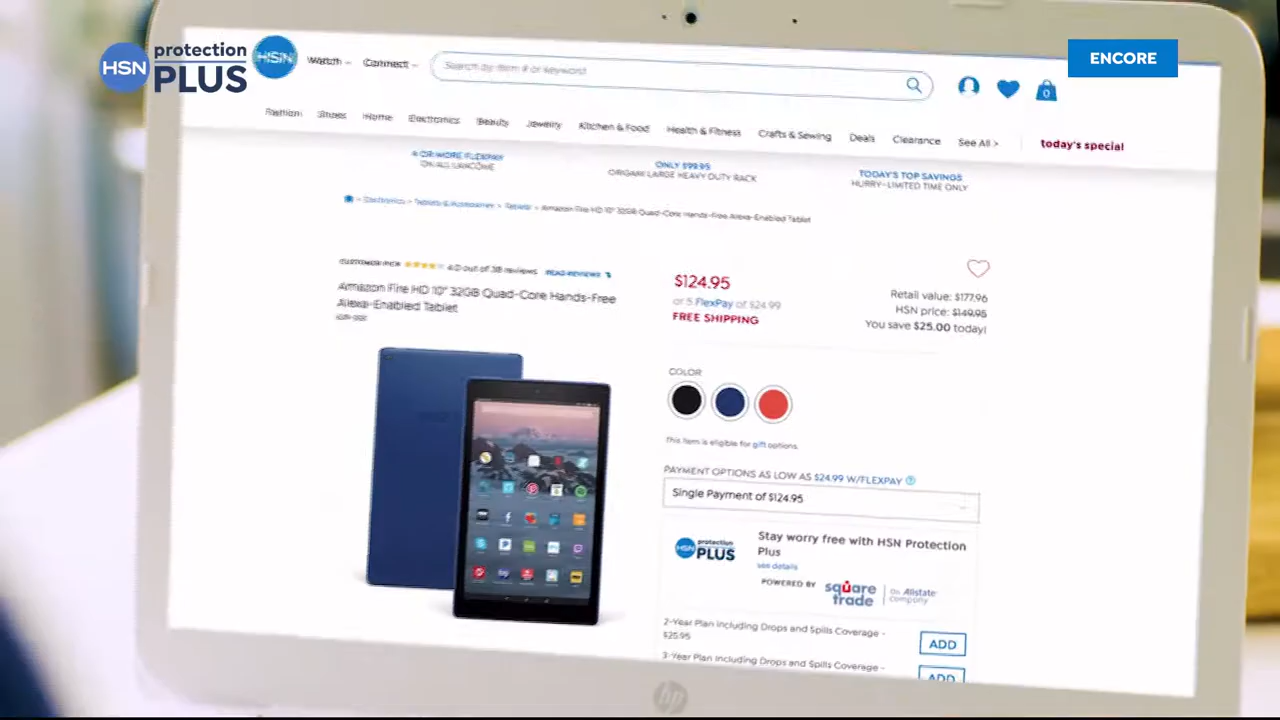 HSN protection PLUS
ENCORE
HSN
Watch
Connect
Search by item # or keyword
0
Fashion
Shoes
Home
Electronics
Beauty
Jewelry
Kitchen & Food
Health & Fitness
Crafts & Sewing
Deals
Clearance
See All >
today's special
4 OR MORE FLEXPAY
ON ALL LANCOME
ONLY $99.95
ORIGAMI LARGE HEAVY DUTY RACK
TODAY'S TOP SAVINGS
HURRY-LIMITED TIME ONLY
> Electronics > Tablets & Accessories > Tablets > Amazon Fire HD 10" 32GB Quad-Core Hands-Free Alexa-Enabled Tablet
CUSTOMER PICK
4.0 out of 38 reviews
READ REVIEWS
Amazon Fire HD 10" 32GB Quad-Core Hands-Free
Alexa-Enabled Tablet
$124.95
or 5 FlexPay of $24.99
FREE SHIPPING
Retail value: $177.96
HSN price: $149.95
You save $25.00 today!
COLOR
This item is eligible for gift options.
PAYMENT OPTIONS AS LOW AS $24.99 W/FLEXPAY ?
Single Payment of $124.95
HSN protection PLUS
Stay worry free with HSN Protection
Plus
see details
POWERED BY
square trade
An Allstate company
2-Year Plan Including Drops and Spills Coverage -
$25.95
ADD
3-Year Plan Including Drops and Spills Coverage -
ADD
hp